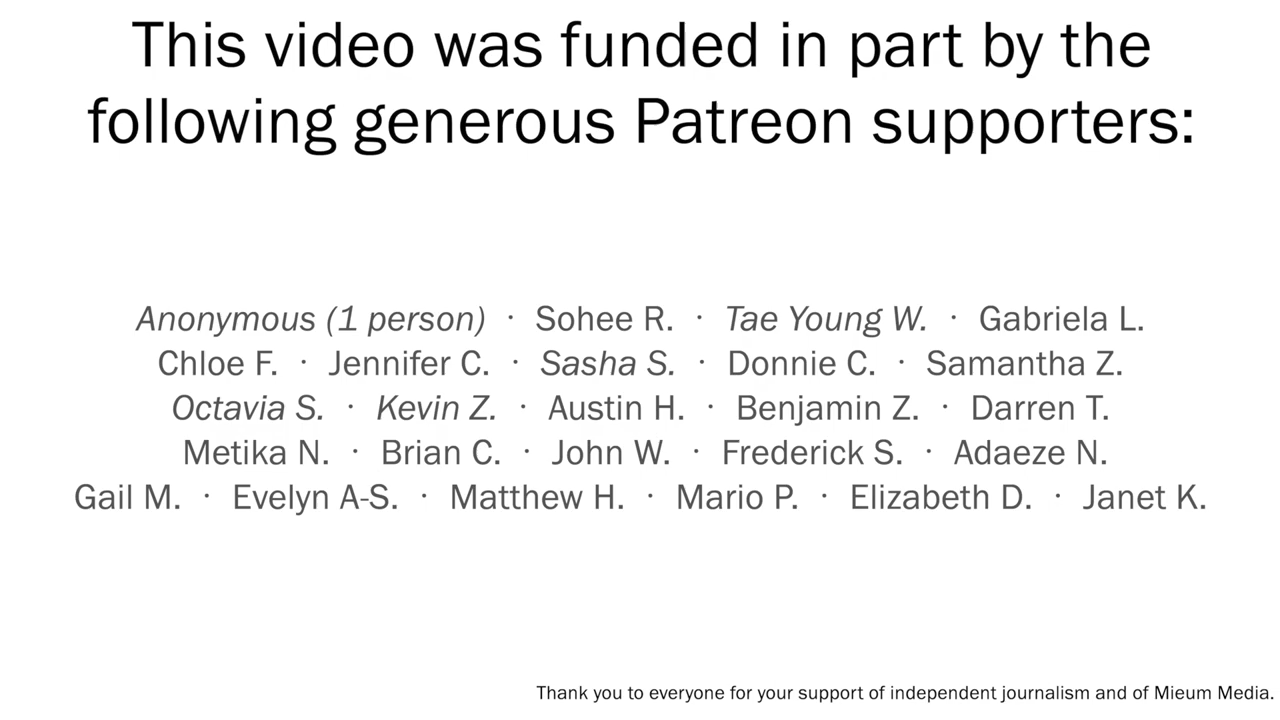 This video was funded in part by the
following generous Patreon supporters:
Anonymous (1 person) · Sohee R. · Tae Young W. · Gabriela L.
Chloe F. · Jennifer C. · Sasha S. · Donnie C. · Samantha Z.
Octavia S. · Kevin Z. · Austin H. · Benjamin Z. · Darren T.
Metika N. · Brian C. · John W. · Frederick S. · Adaeze N.
Gail M. · Evelyn A-S. · Matthew H. · Mario P. · Elizabeth D. · Janet K.
Thank you to everyone for your support of independent journalism and of Mieum Media.